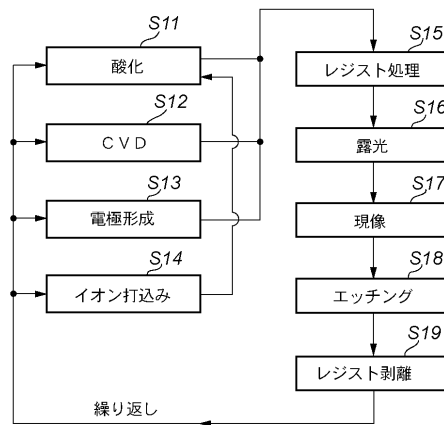 S11
酸化
S12
CVD
S13
電極形成
S14
イオン打込み
S15
レジスト処理
S16
露光
S17
現像
S18
エッチング
S19
レジスト剥離
繰り返し